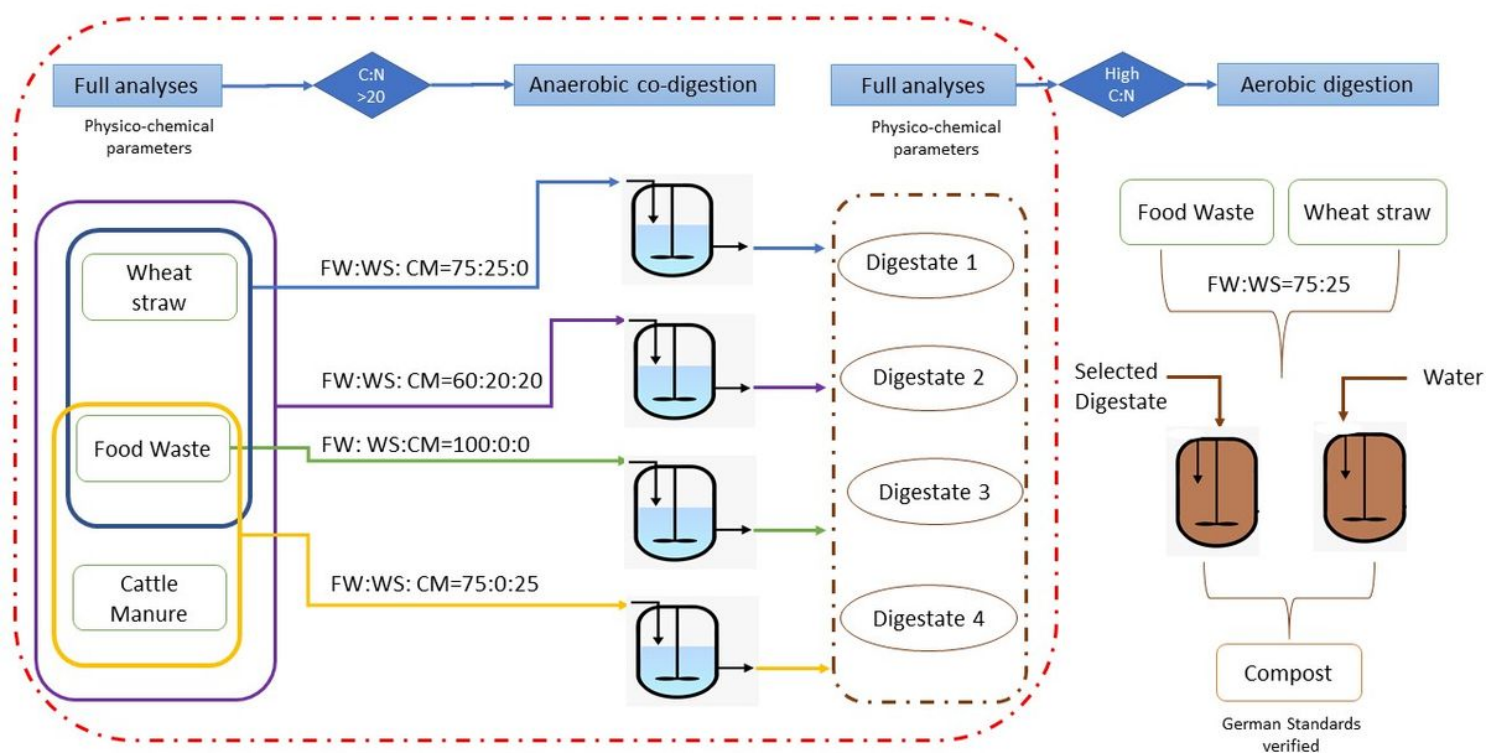 Full analyses
C:N
>20
Anaerobic co-digestion
Full analyses
High
C:N
Aerobic digestion
Physico-chemical
parameters
Physico-chemical
parameters
Wheat
straw
Food Waste
Cattle
Manure
FW:WS: CM=75:25:0
FW:WS: CM=60:20:20
FW: WS:CM=100:0:0
FW:WS: CM=75:0:25
Digestate 1
Digestate 2
Digestate 3
Digestate 4
Food Waste
Wheat straw
FW:WS=75:25
Selected
Digestate
Water
Compost
German Standards
verified